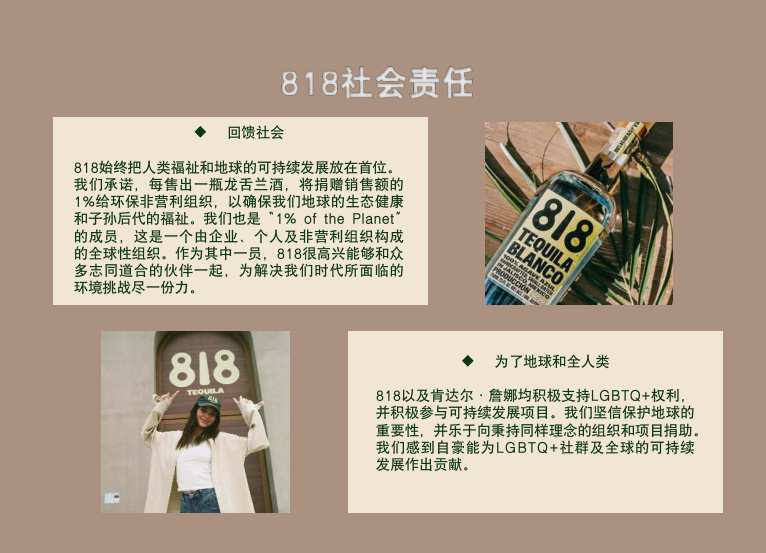 818社会责任
◆ 回馈社会
818始终把人类福祉和地球的可持续发展放在首位。
我们承诺，每售出一瓶龙舌兰酒，将捐赠销售额的
1%给环保非营利组织，以确保我们地球的生态健康
和子孙后代的福祉。我们也是“1% of the Planet”
的成员，这是一个由企业、个人及非营利组织构成
的全球性组织。作为其中一员，818很高兴能够和众
多志同道合的伙伴一起，为解决我们时代所面临的
环境挑战尽一份力。
818
TEQUILA
BLANCO
100% AGAVE AZUL
IN JALISCO, MEXICO
PRODUCCIÓN
818
TEQUILA
818
◆ 为了地球和全人类
818以及肯达尔·詹娜均积极支持LGBTQ+权利，
并积极参与可持续发展项目。我们坚信保护地球的
重要性，并乐于向秉持同样理念的组织和项目捐助。
我们感到自豪能为LGBTQ+社群及全球的可持续
发展作出贡献。